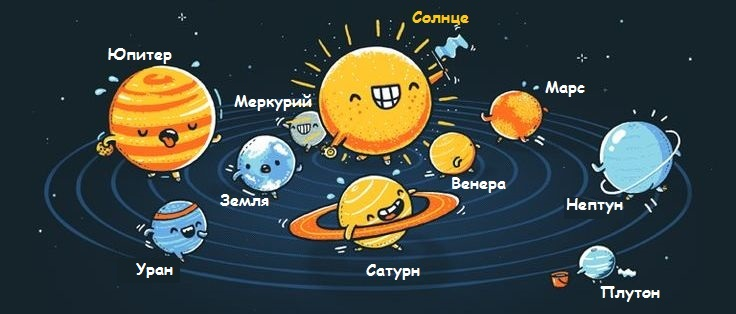 Солнце
Юпитер
Марс
Меркурий
Венера
Земля
Нептун
Уран
Сатурн
Плутон